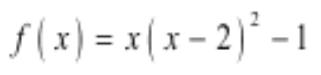 f(x) = x(x − 2)² − 1